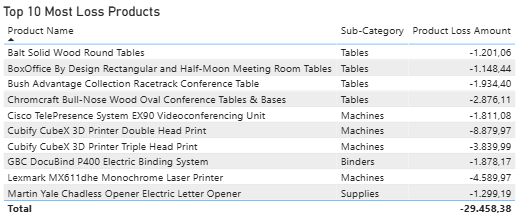 Top 10 Most Loss Products
Product Name Sub-Category Product Loss Amount
Balt Solid Wood Round Tables Tables -1.201,06
BoxOffice By Design Rectangular and Half-Moon Meeting Room Tables Tables -1.148,44
Bush Advantage Collection Racetrack Conference Table Tables -1.934,40
Chromcraft Bull-Nose Wood Oval Conference Tables & Bases Tables -2.876,11
Cisco TelePresence System EX90 Videoconferencing Unit Machines -1.811,08
Cubify CubeX 3D Printer Double Head Print Machines -8.879,97
Cubify CubeX 3D Printer Triple Head Print Machines -3.839,99
GBC DocuBind P400 Electric Binding System Binders -1.878,17
Lexmark MX611dhe Monochrome Laser Printer Machines -4.589,97
Martin Yale Chadless Opener Electric Letter Opener Supplies -1.299,19
Total -29.458,38